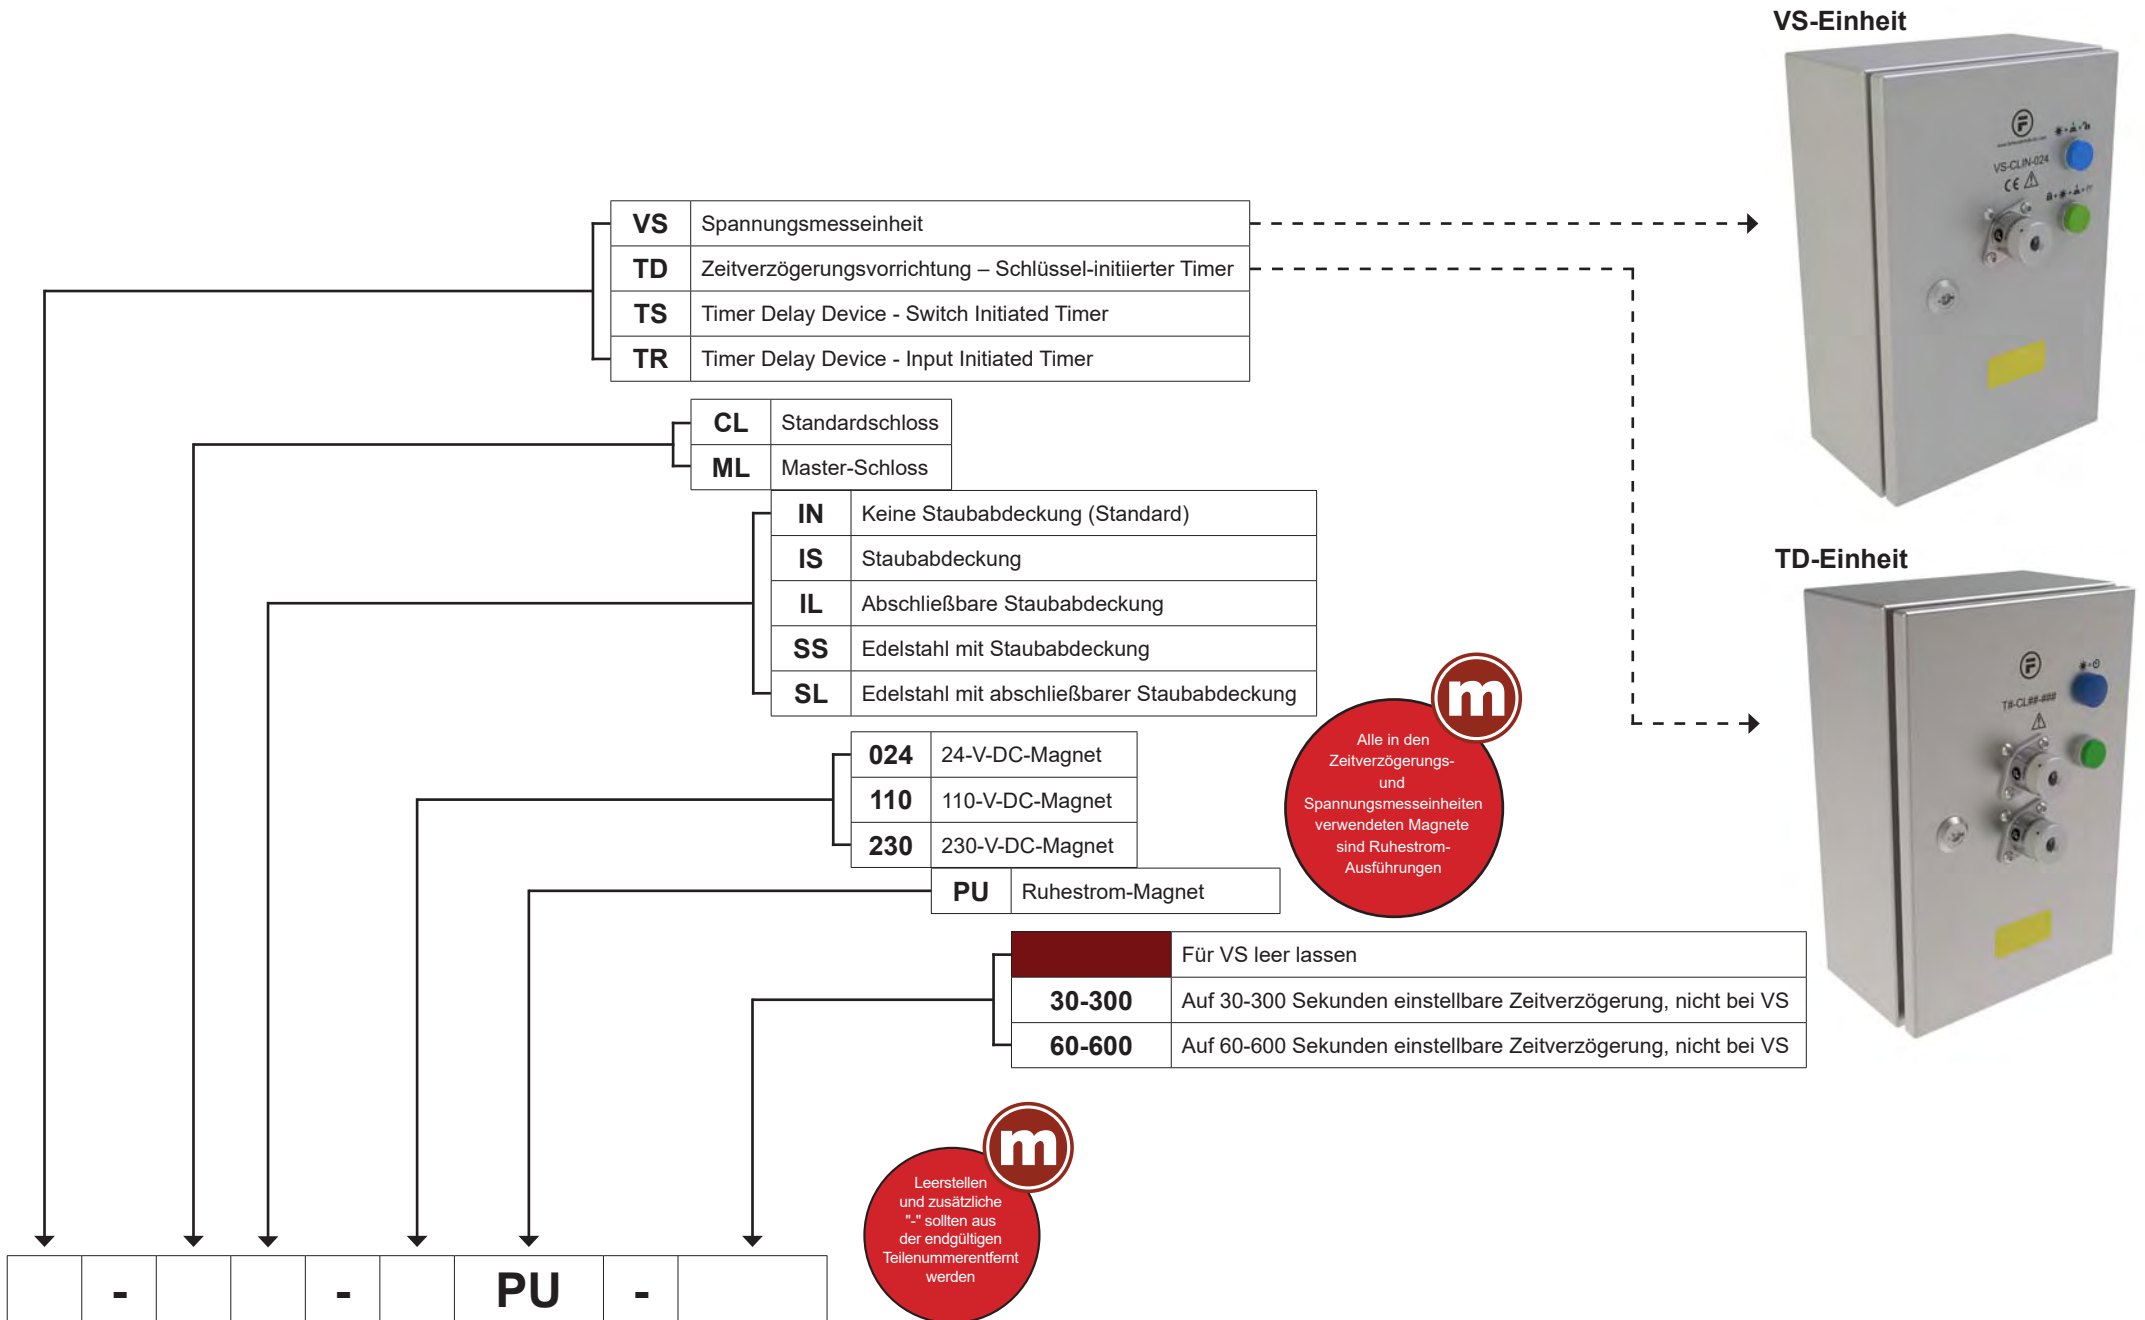 VS-Einheit
VS-CLIN-024
CE
VS Spannungsmesseinheit
TD Zeitverzögerungsvorrichtung – Schlüssel-initiierter Timer
TS Timer Delay Device - Switch Initiated Timer
TR Timer Delay Device - Input Initiated Timer
CL Standardschloss
ML Master-Schloss
IN Keine Staubabdeckung (Standard)
IS Staubabdeckung
IL Abschließbare Staubabdeckung
SS Edelstahl mit Staubabdeckung
SL Edelstahl mit abschließbarer Staubabdeckung
TD-Einheit
T#-CL##-###
m
Alle in den
Zeitverzögerungs-
und
Spannungsmesseinheiten
verwendeten Magnete
sind Ruhestrom-
Ausführungen
024 24-V-DC-Magnet
110 110-V-DC-Magnet
230 230-V-DC-Magnet
PU Ruhestrom-Magnet
Für VS leer lassen
30-300 Auf 30-300 Sekunden einstellbare Zeitverzögerung, nicht bei VS
60-600 Auf 60-600 Sekunden einstellbare Zeitverzögerung, nicht bei VS
m
Leerstellen
und zusätzliche
"-" sollten aus
der endgültigen
Teilenummerentfernt
werden
- - PU -